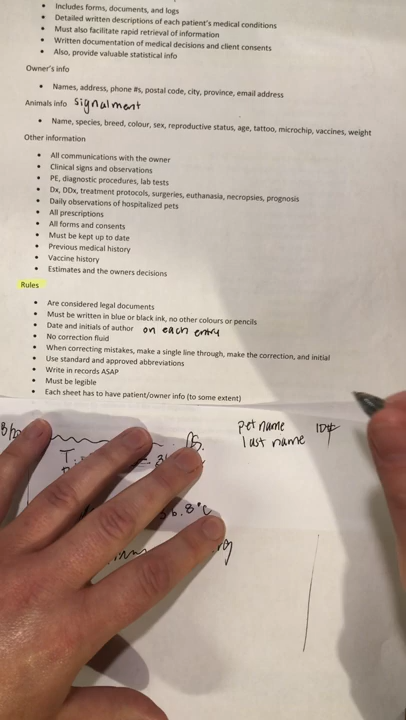 • Includes forms, documents, and logs
• Detailed written descriptions of each patient's medical conditions
• Must also facilitate rapid retrieval of information
• Written documentation of medical decisions and client consents
• Also, provide valuable statistical info
Owner's info
• Names, address, phone #s, postal code, city, province, email address
Animals info signalment
• Name, species, breed, colour, sex, reproductive status, age, tattoo, microchip, vaccines, weight
Other information
• All communications with the owner
• Clinical signs and observations
• PE, diagnostic procedures, lab tests
• Dx, DDx, treatment protocols, surgeries, euthanasia, necropsies, prognosis
• Daily observations of hospitalized pets
• All prescriptions
• All forms and consents
• Must be kept up to date
• Previous medical history
• Vaccine history
• Estimates and the owners decisions
Rules
• Are considered legal documents
• Must be written in blue or black ink, no other colours or pencils
• Date and initials of author on each entry
• No correction fluid
• When correcting mistakes, make a single line through, make the correction, and initial
• Use standard and approved abbreviations
• Write in records ASAP
• Must be legible
• Each sheet has to have patient/owner info (to some extent)
pet name ID#
last name
T.
.8°C